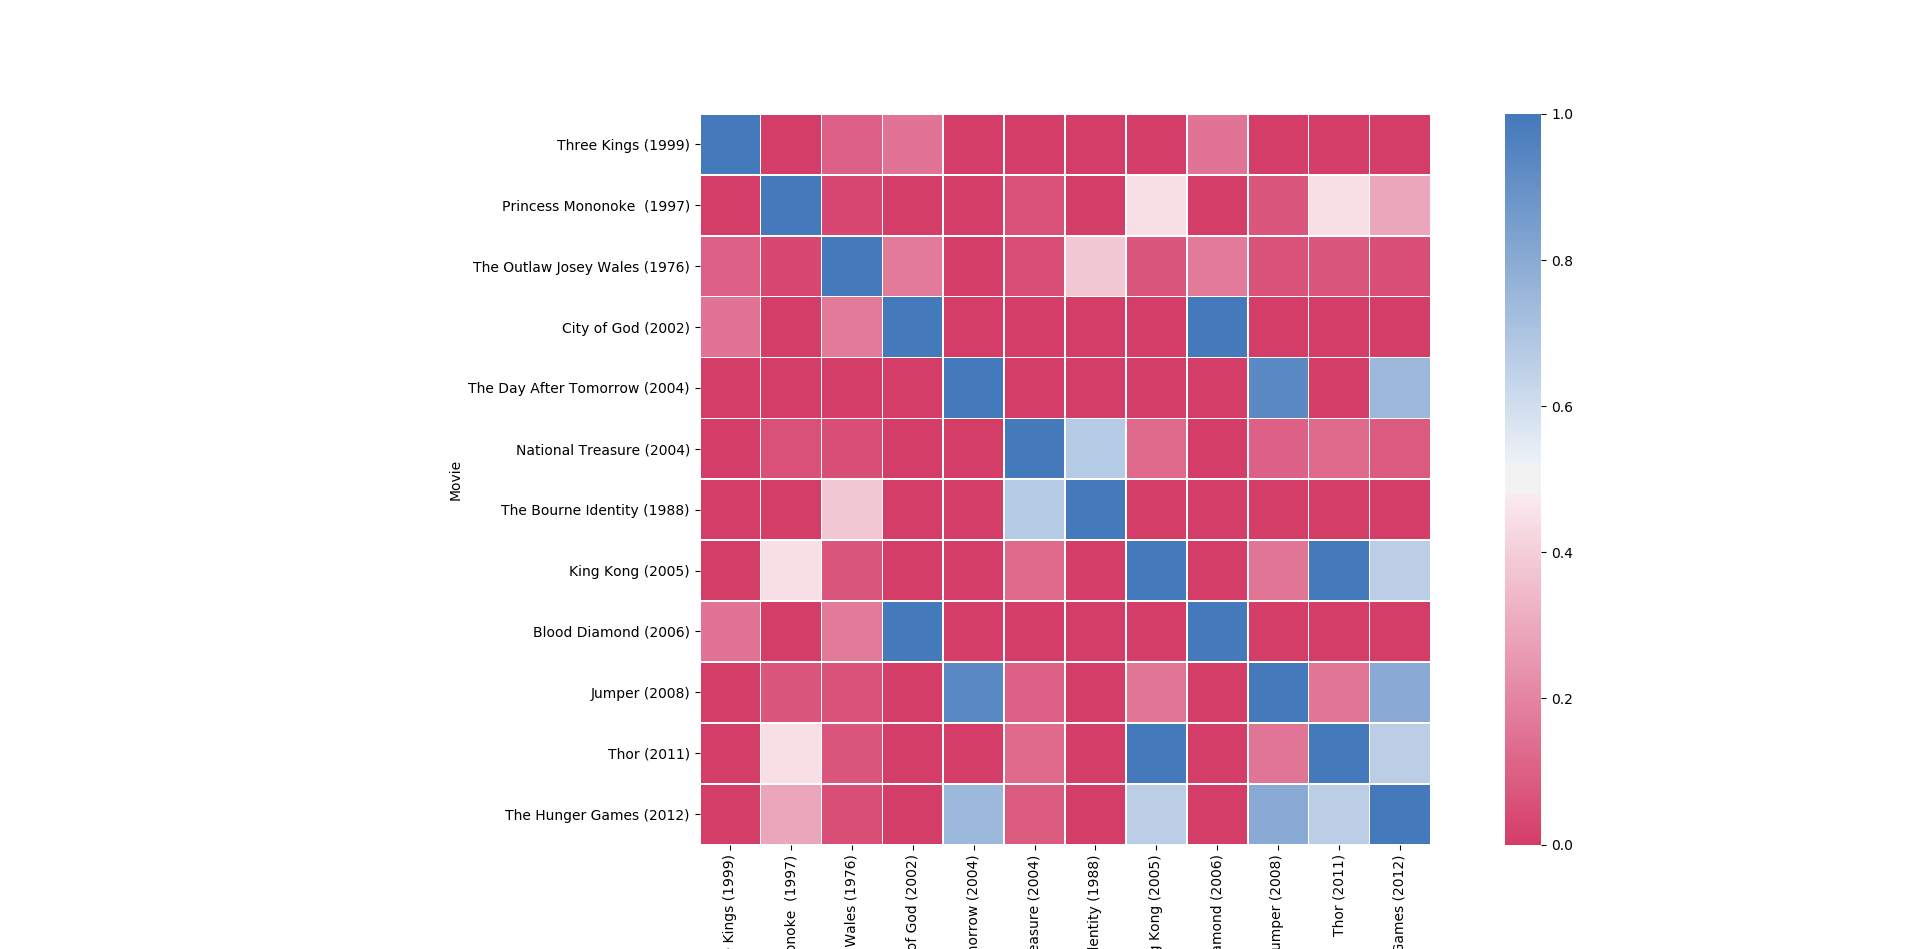 Three Kings (1999)
Princess Mononoke  (1997)
The Outlaw Josey Wales (1976)
City of God (2002)
The Day After Tomorrow (2004)
National Treasure (2004)
The Bourne Identity (1988)
King Kong (2005)
Blood Diamond (2006)
Jumper (2008)
Thor (2011)
The Hunger Games (2012)
Movie
Kings (1999)
onoke  (1997)
Wales (1976)
of God (2002)
morrow (2004)
easure (2004)
dentity (1988)
g Kong (2005)
amond (2006)
umper (2008)
Thor (2011)
Games (2012)
1.0
0.8
0.6
0.4
0.2
0.0